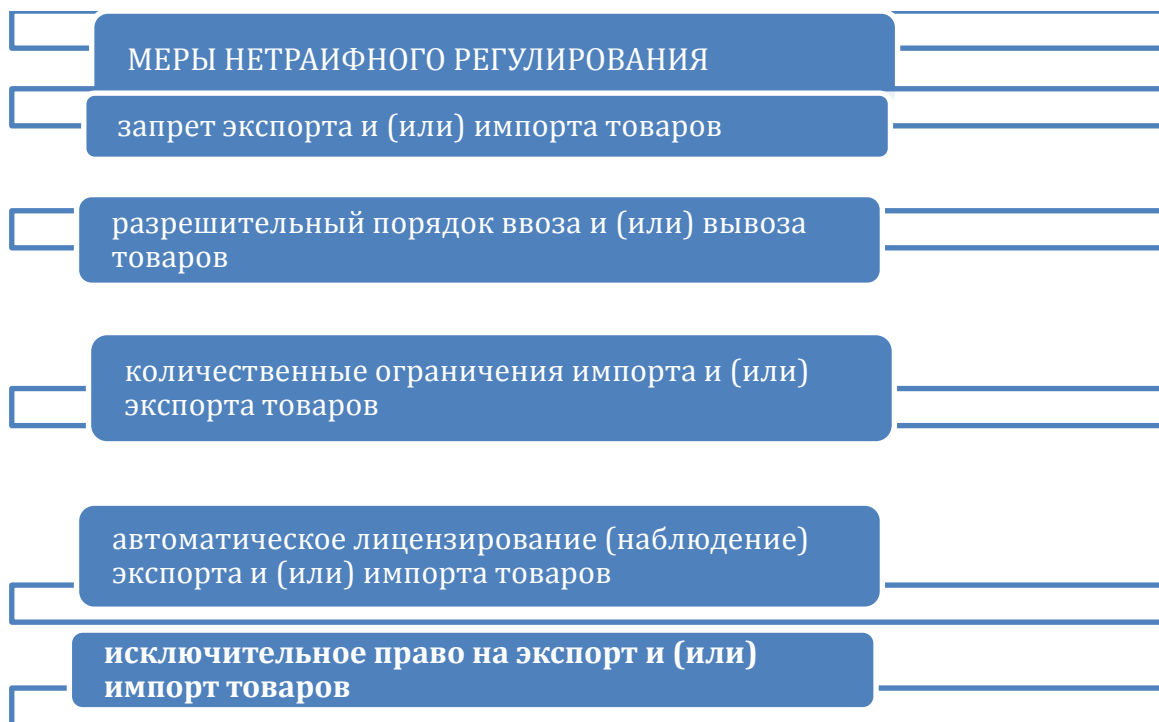 МЕРЫ НЕТРАИФНОГО РЕГУЛИРОВАНИЯ
запрет экспорта и (или) импорта товаров
разрешительный порядок ввоза и (или) вывоза
товаров
количественные ограничения импорта и (или)
экспорта товаров
автоматическое лицензирование (наблюдение)
экспорта и (или) импорта товаров
исключительное право на экспорт и (или)
импорт товаров